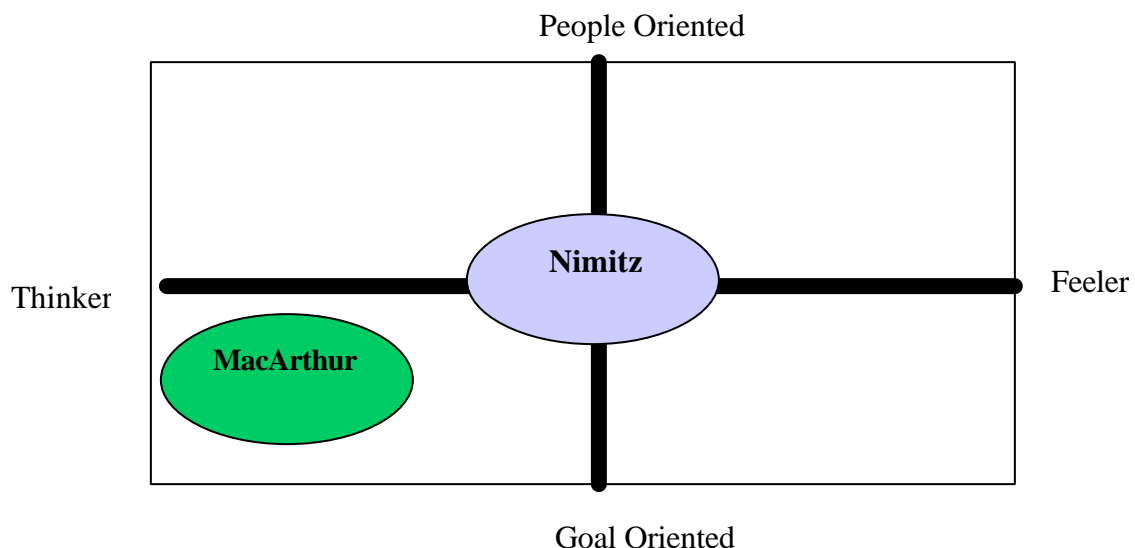 People Oriented
Nimitz
Thinker
Feeler
MacArthur
Goal Oriented